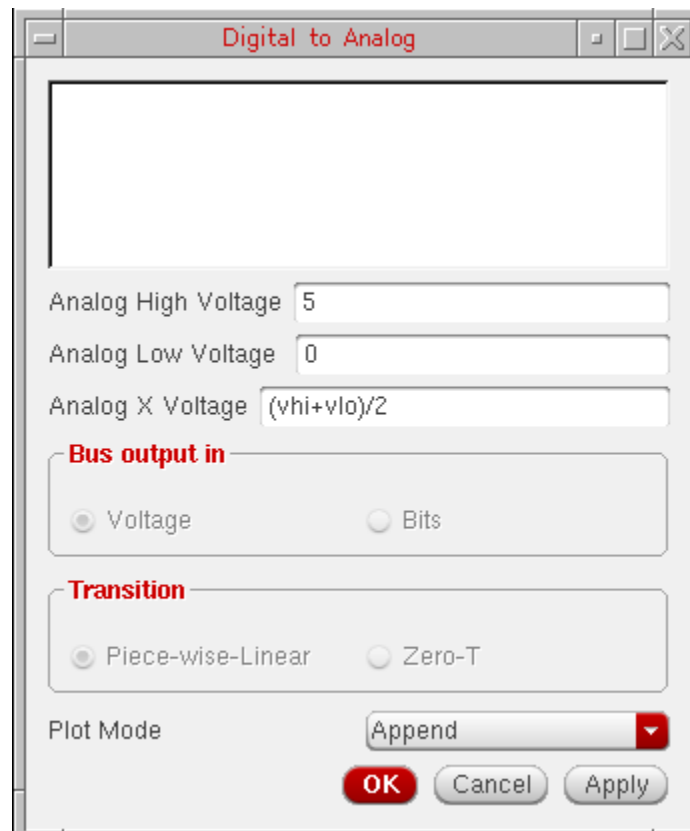 Digital to Analog
Analog High Voltage 5
Analog Low Voltage 0
Analog X Voltage (vhi+vlo)/2
Bus output in
Voltage Bits
Transition
Piece-wise-Linear Zero-T
Plot Mode Append
OK Cancel Apply